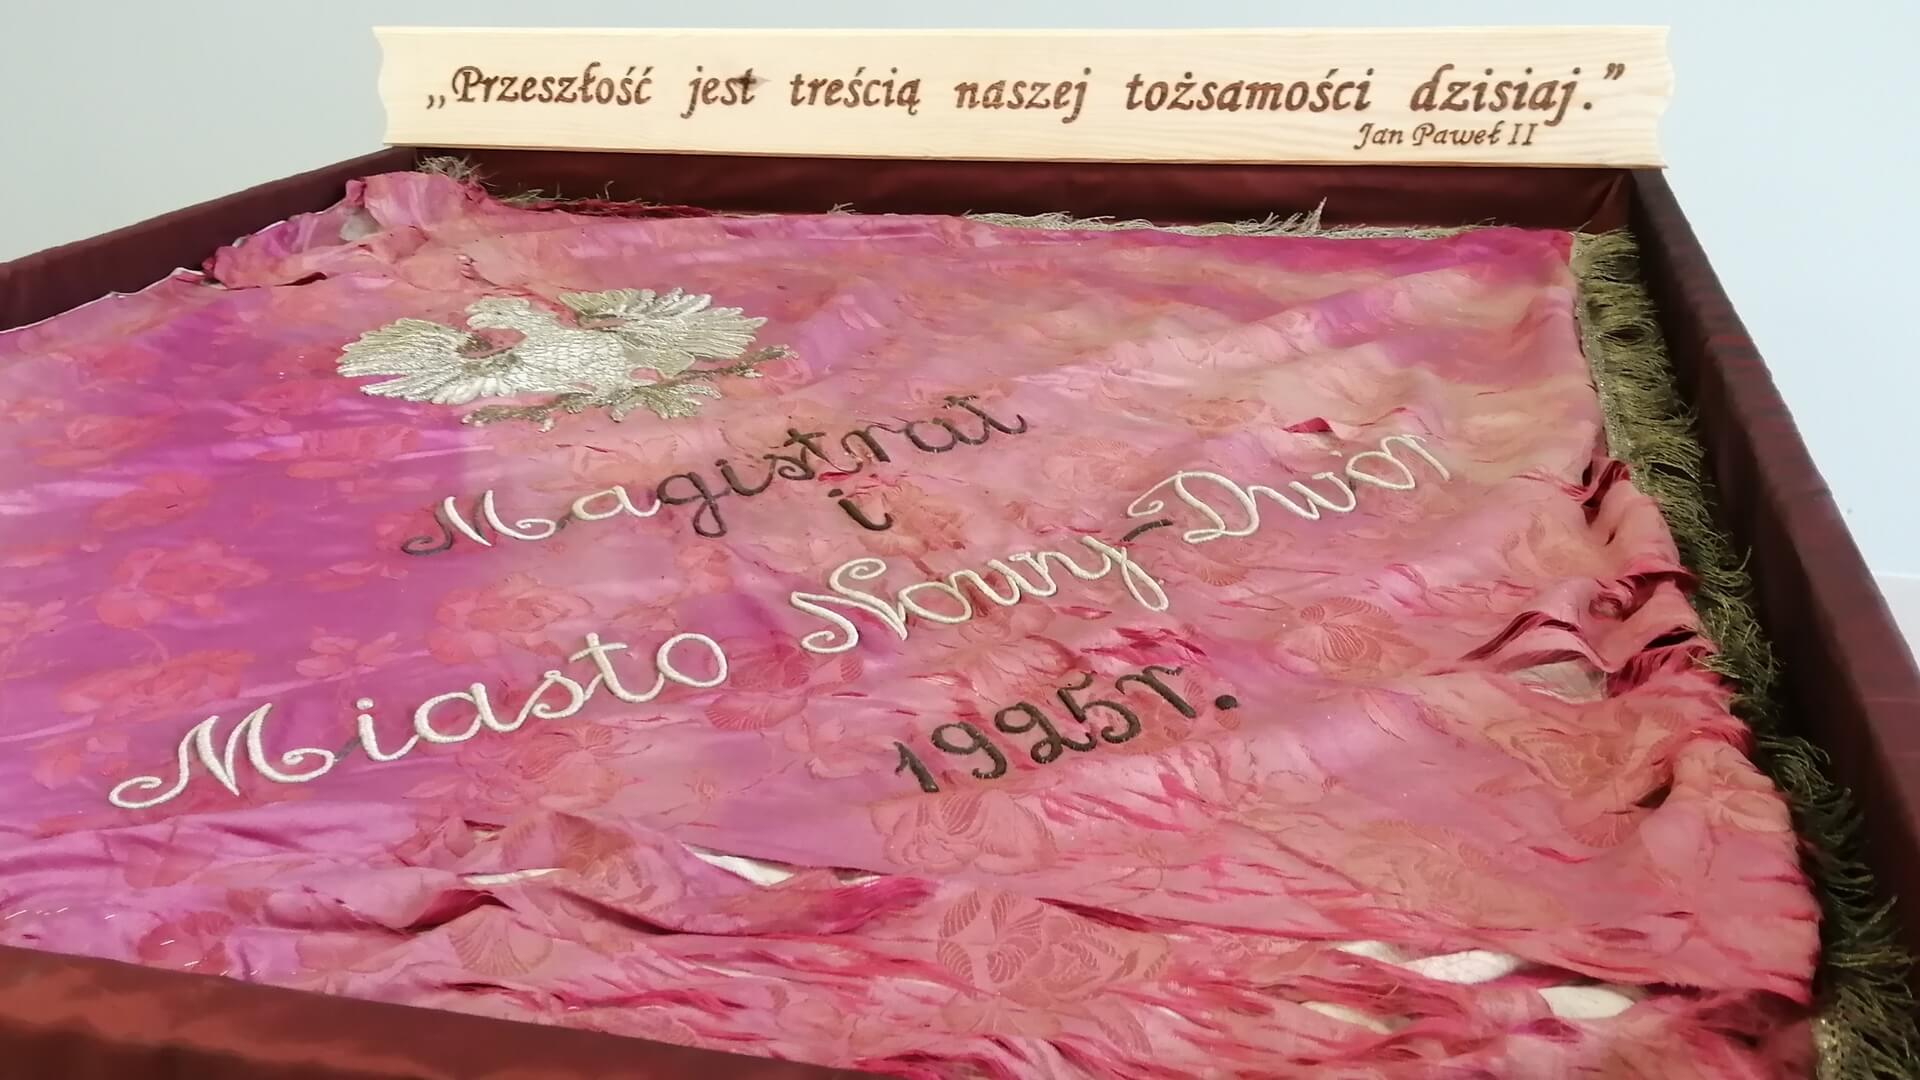 „Przeszłość jest treścią naszej tożsamości dzisiaj.”
Jan Paweł II
Magistrat
i
Miasto Nowy-Dwór
1925r.